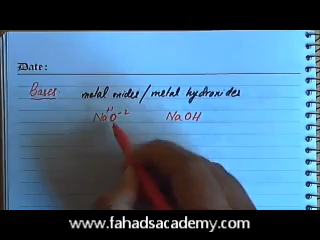 Date:
Bases: metal oxides / metal hydroxides
Na⁺¹O⁻² NaOH
www.fahadsacademy.com